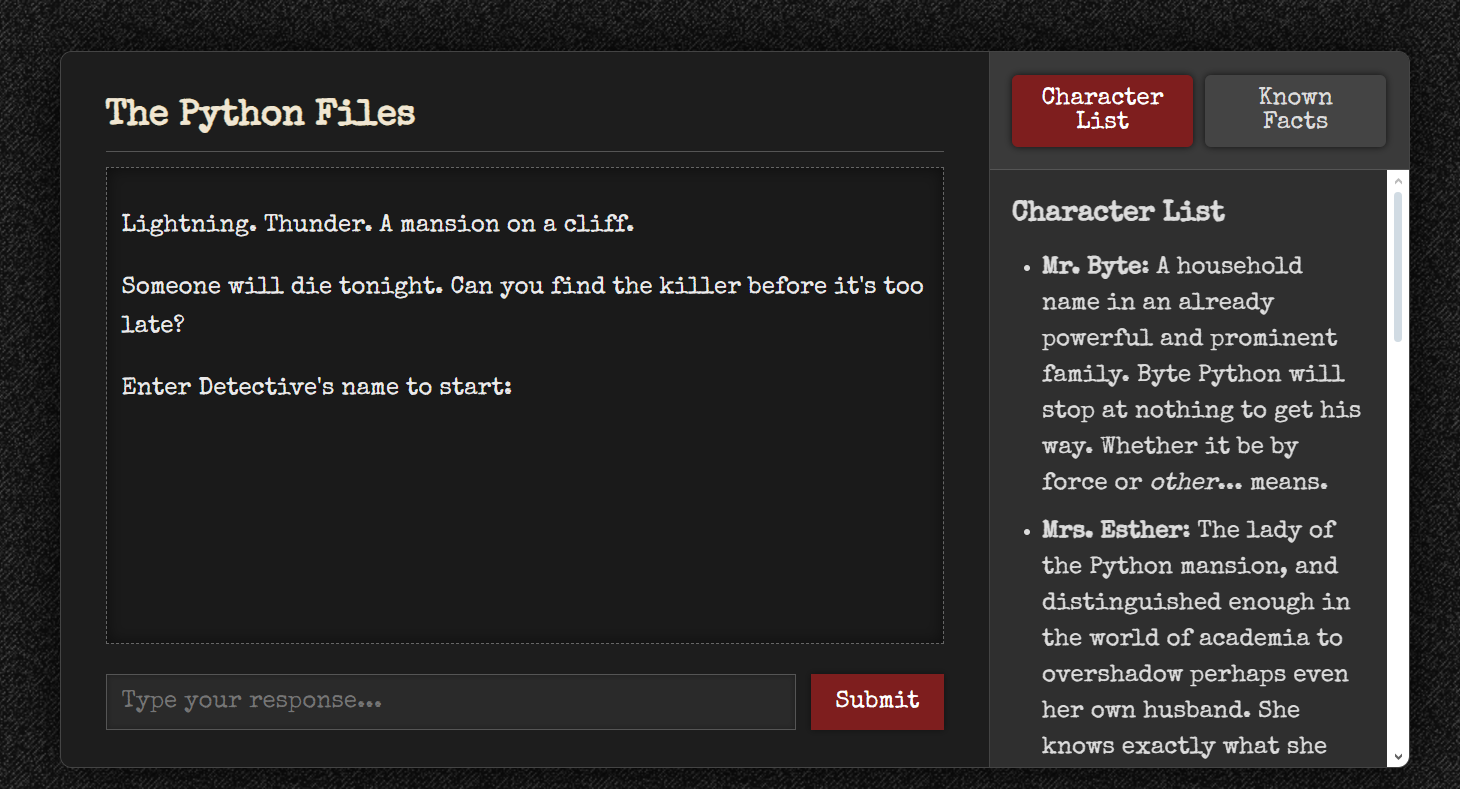 The Python Files
Lightning. Thunder. A mansion on a cliff.
Someone will die tonight. Can you find the killer before it's too
late?
Enter Detective's name to start:
Type your response...
Submit
Character
List
Known
Facts
Character List
• Mr. Byte: A household
name in an already
powerful and prominent
family. Byte Python will
stop at nothing to get his
way. Whether it be by
force or other... means.
• Mrs. Esther: The lady of
the Python mansion, and
distinguished enough in
the world of academia to
overshadow perhaps even
her own husband. She
knows exactly what she